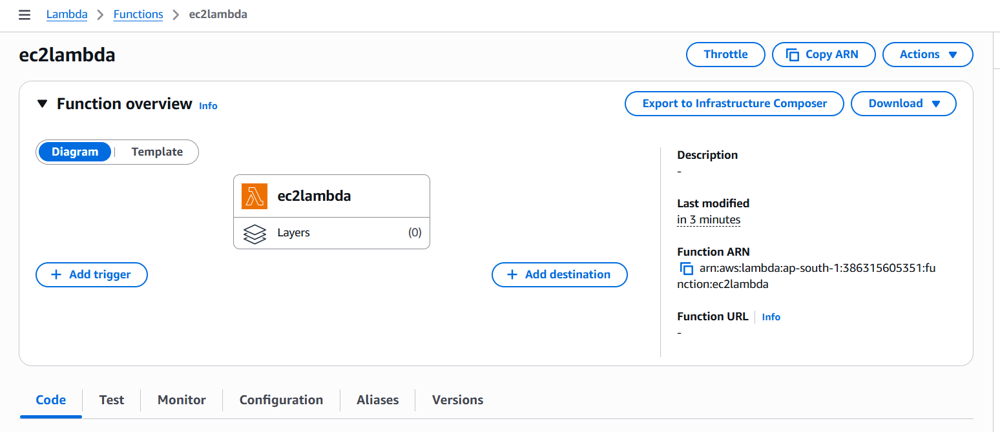 Lambda > Functions > ec2lambda
ec2lambda
Throttle
Copy ARN
Actions
Function overview Info
Export to Infrastructure Composer
Download
Diagram
Template
ec2lambda
Layers (0)
+ Add trigger
+ Add destination
Description
-
Last modified
in 3 minutes
Function ARN
arn:aws:lambda:ap-south-1:386315605351:fu
nction:ec2lambda
Function URL Info
-
Code
Test
Monitor
Configuration
Aliases
Versions